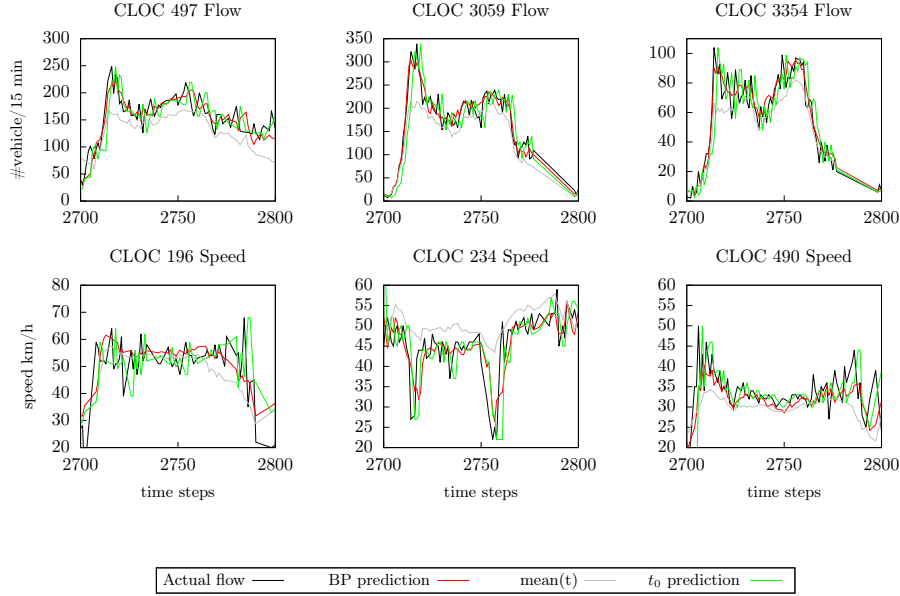 CLOC 497 Flow
#vehicle/15 min
300
250
200
150
100
50
0
2700 2750 2800
CLOC 3059 Flow
350
300
250
200
150
100
50
0
2700 2750 2800
CLOC 3354 Flow
100
80
60
40
20
0
2700 2750 2800
CLOC 196 Speed
speed km/h
80
70
60
50
40
30
20
2700 2750 2800
time steps
CLOC 234 Speed
60
55
50
45
40
35
30
25
20
2700 2750 2800
time steps
CLOC 490 Speed
55
50
45
40
35
30
25
20
2700 2750 2800
time steps
Actual flow BP prediction mean(t) t₀ prediction